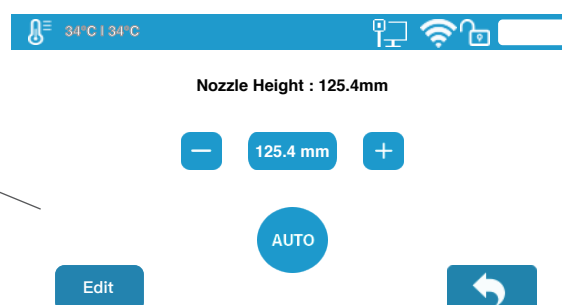 34°C | 34°C
Nozzle Height : 125.4mm
125.4 mm
AUTO
Edit